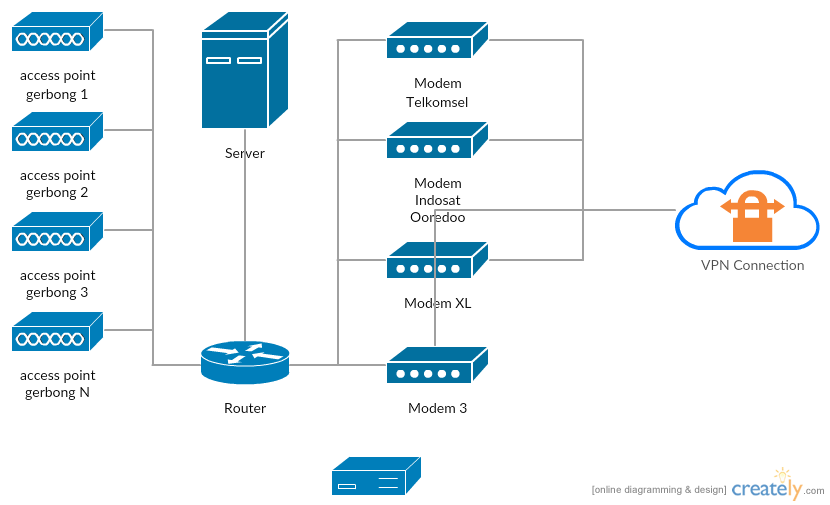 access point
gerbong 1
access point
gerbong 2
access point
gerbong 3
access point
gerbong N
Server
Router
Modem
Telkomsel
Modem
Indosat
Ooredoo
Modem XL
Modem 3
VPN Connection
[online diagramming & design] creately.com